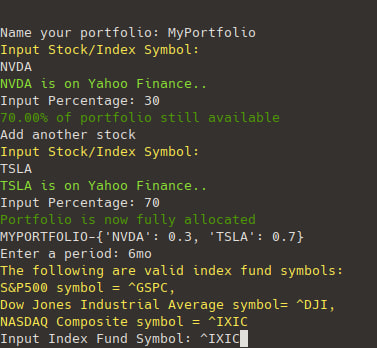 Name your portfolio: MyPortfolio
Input Stock/Index Symbol:
NVDA
NVDA is on Yahoo Finance..
Input Percentage: 30
70.00% of portfolio still available
Add another stock
Input Stock/Index Symbol:
TSLA
TSLA is on Yahoo Finance..
Input Percentage: 70
Portfolio is now fully allocated
MYPORTFOLIO-{'NVDA': 0.3, 'TSLA': 0.7}
Enter a period: 6mo
The following are valid index fund symbols:
S&P500 symbol = ^GSPC,
Dow Jones Industrial Average symbol= ^DJI,
NASDAQ Composite symbol = ^IXIC
Input Index Fund Symbol: ^IXIC